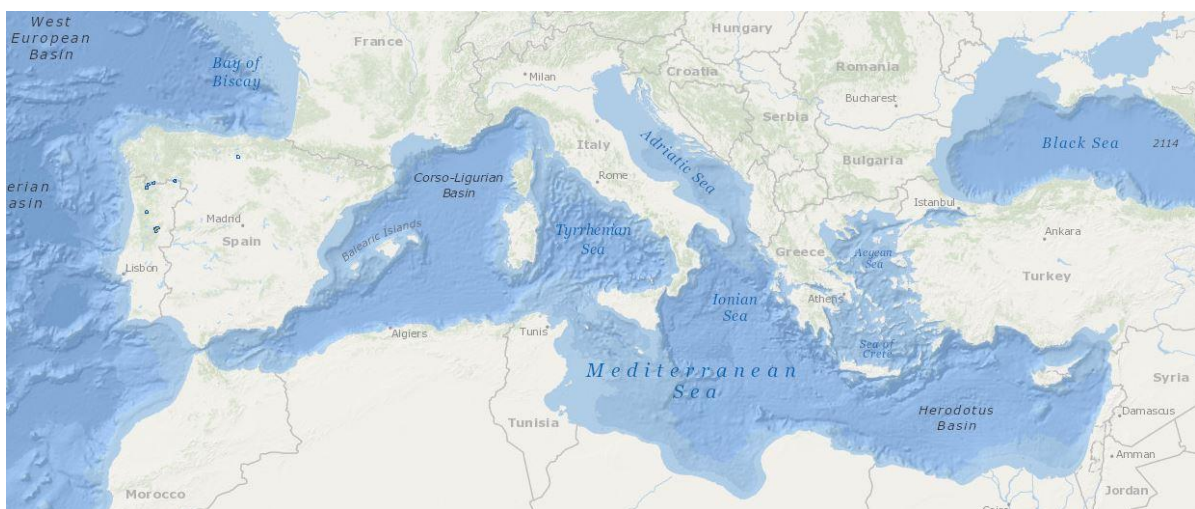 West
European
Basin
France
Hungary
Bay of
Biscay
Milan
Croatia
Romania
Bucharest
Serbia
Italy
Adriatic Sea
Black Sea
2114
Bulgaria
erian
asin
Corso-Ligurian
Basin
Rome
Istanbul
Madrid
Spain
Balearic Islands
Tyrrhenian
Sea
Greece
Aegean
Sea
Ankara
Turkey
Lisbon
Ionian
Sea
Athens
Algiers
Tunis
Sea of
Crete
Mediterranean
Sea
Syria
Herodotus
Basin
Damascus
Tunisia
Amman
Morocco
Jordan